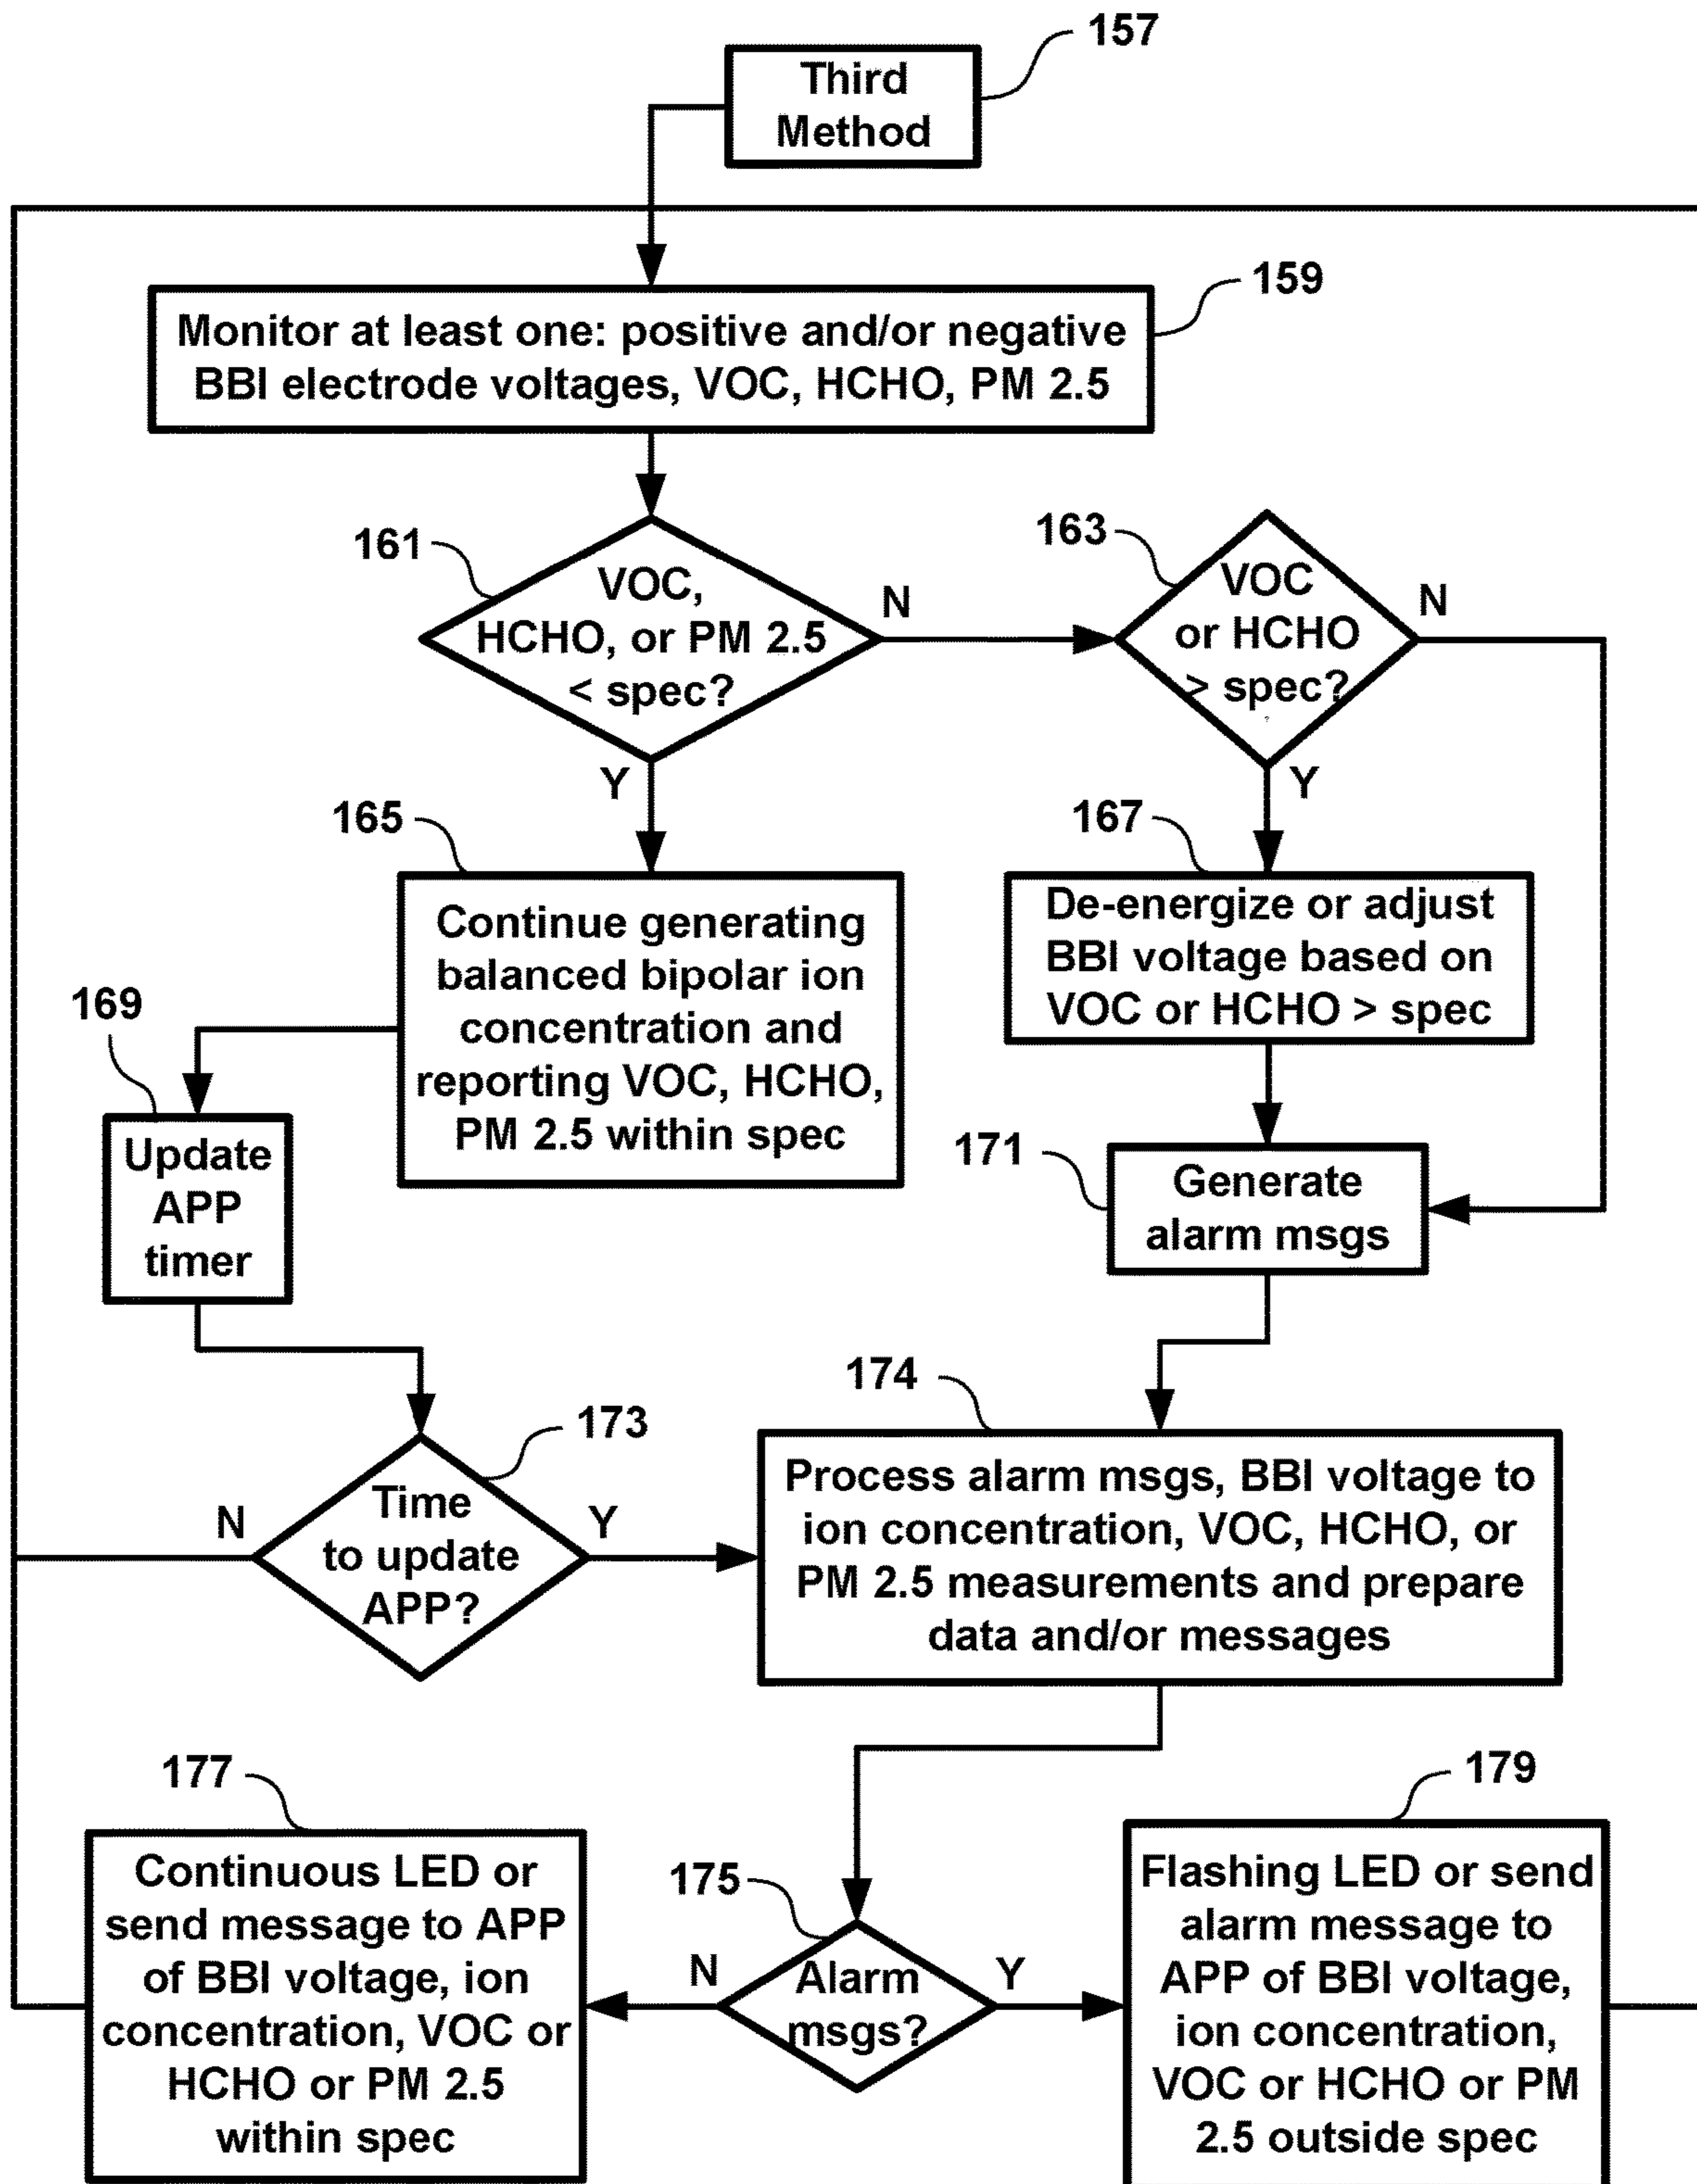 157
Third
Method
159
Monitor at least one: positive and/or negative
BBI electrode voltages, VOC, HCHO, PM 2.5
161
VOC,
HCHO, or PM 2.5
< spec?
N
Y
163
VOC
or HCHO
> spec?
N
Y
165
Continue generating
balanced bipolar ion
concentration and
reporting VOC, HCHO,
PM 2.5 within spec
167
De-energize or adjust
BBI voltage based on
VOC or HCHO > spec
169
Update
APP
timer
171
Generate
alarm msgs
173
Time
to update
APP?
N
Y
174
Process alarm msgs, BBI voltage to
ion concentration, VOC, HCHO, or
PM 2.5 measurements and prepare
data and/or messages
175
Alarm
msgs?
N
Y
177
Continuous LED or
send message to APP
of BBI voltage, ion
concentration, VOC or
HCHO or PM 2.5
within spec
179
Flashing LED or send
alarm message to
APP of BBI voltage,
ion concentration,
VOC or HCHO or PM
2.5 outside spec